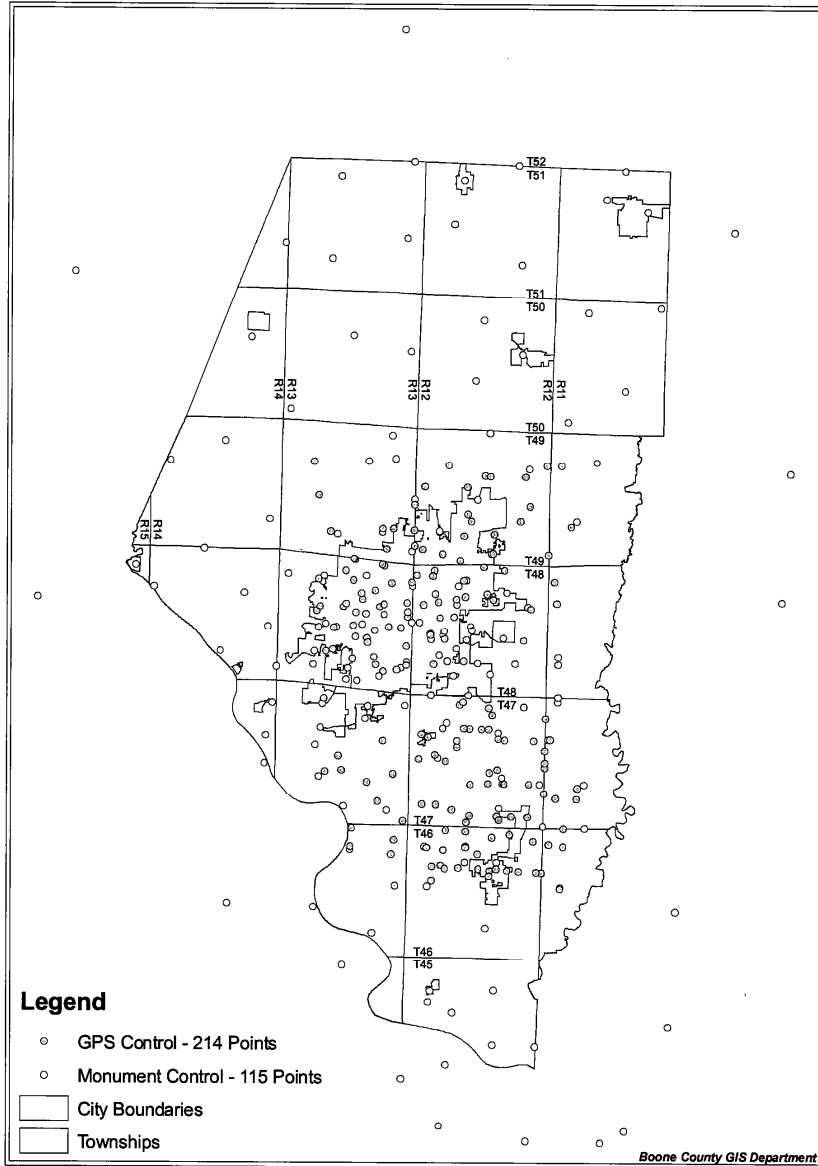 T52
T51
T51
T50
R14
R13
R13
R12
R12
R11
T50
T49
R15
R14
T49
T48
T48
T47
T47
T46
T46
T45
Legend
GPS Control - 214 Points
Monument Control - 115 Points
City Boundaries
Townships
Boone County GIS Department